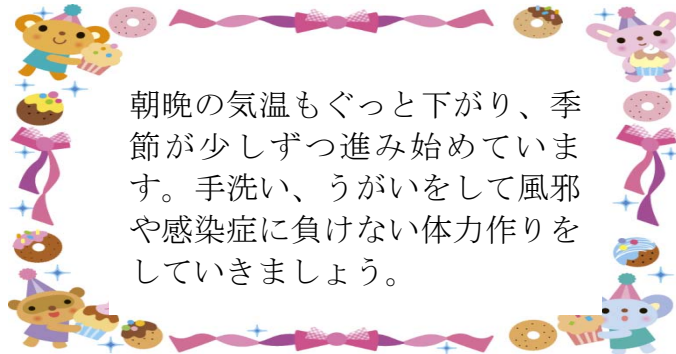 朝晩の気温もぐっと下がり、季
節が少しずつ進み始めていま
す。手洗い、うがいをして風邪
や感染症に負けない体力作りを
していきましょう。